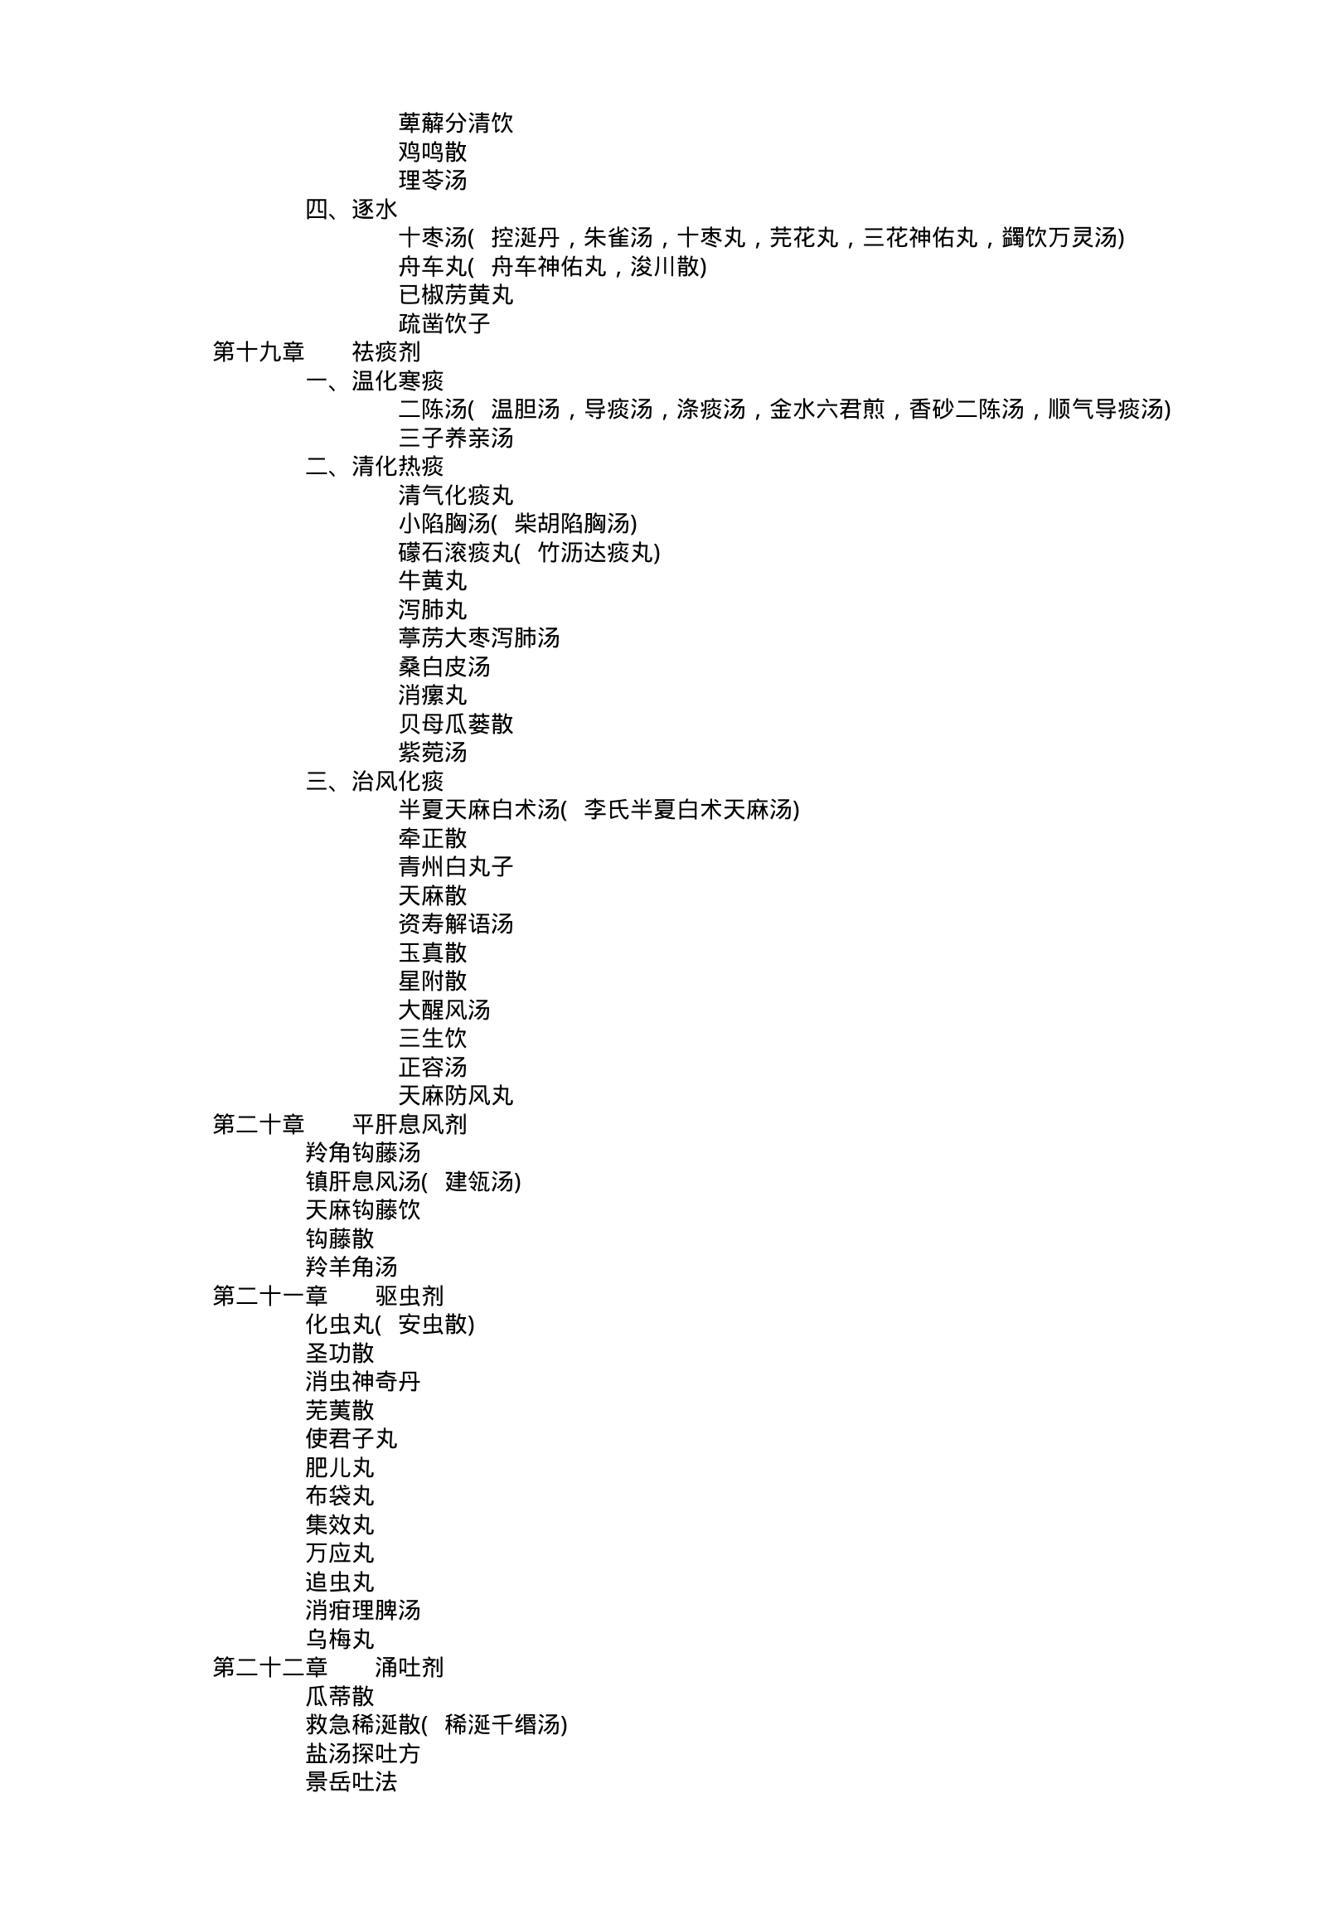 萆薢分清饮
鸡鸣散
理苓汤
四、逐水
十枣汤( 控涎丹，朱雀汤，十枣丸，芫花丸，三花神佑丸，蠲饮万灵汤)
舟车丸( 舟车神佑丸，浚川散)
已椒苈黄丸
疏凿饮子
第十九章　　祛痰剂
一、温化寒痰
二陈汤( 温胆汤，导痰汤，涤痰汤，金水六君煎，香砂二陈汤，顺气导痰汤)
三子养亲汤
二、清化热痰
清气化痰丸
小陷胸汤( 柴胡陷胸汤)
礞石滚痰丸( 竹沥达痰丸)
牛黄丸
泻肺丸
葶苈大枣泻肺汤
桑白皮汤
消瘰丸
贝母瓜蒌散
紫菀汤
三、治风化痰
半夏天麻白术汤( 李氏半夏白术天麻汤)
牵正散
青州白丸子
天麻散
资寿解语汤
玉真散
星附散
大醒风汤
三生饮
正容汤
天麻防风丸
第二十章　　平肝息风剂
羚角钩藤汤
镇肝息风汤( 建瓴汤)
天麻钩藤饮
钩藤散
羚羊角汤
第二十一章　　驱虫剂
化虫丸( 安虫散)
圣功散
消虫神奇丹
芜荑散
使君子丸
肥儿丸
布袋丸
集效丸
万应丸
追虫丸
消疳理脾汤
乌梅丸
第二十二章　　涌吐剂
瓜蒂散
救急稀涎散( 稀涎千缗汤)
盐汤探吐方
景岳吐法